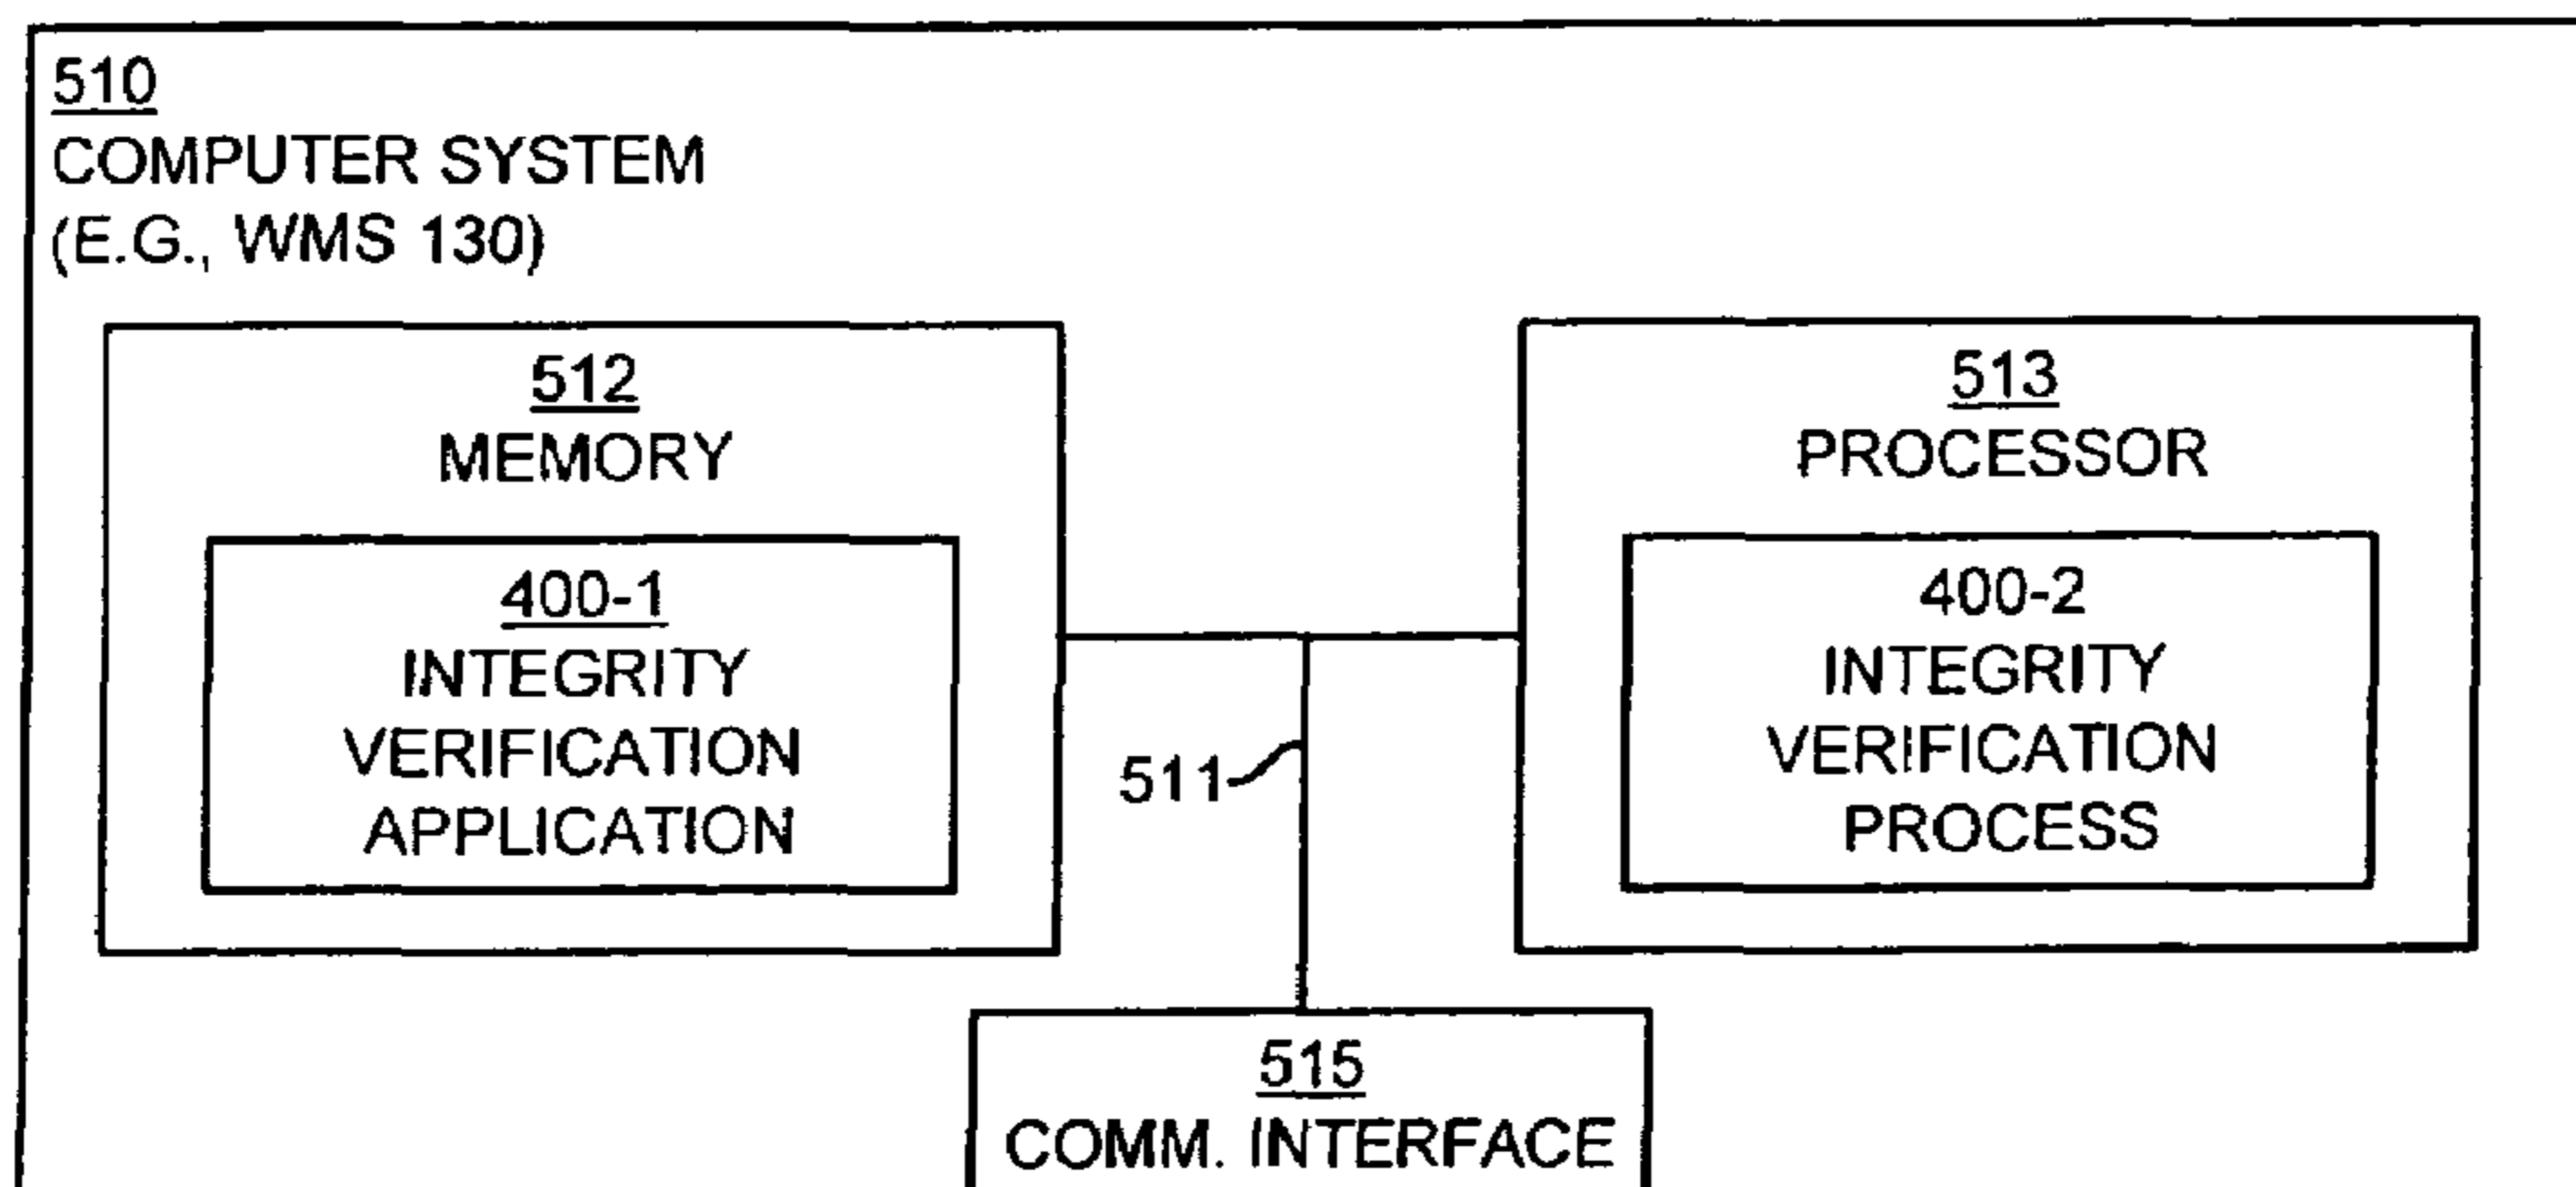 510
COMPUTER SYSTEM
(E.G., WMS 130)
512
MEMORY
400-1
INTEGRITY
VERIFICATION
APPLICATION
513
PROCESSOR
400-2
INTEGRITY
VERIFICATION
PROCESS
511
515
COMM. INTERFACE